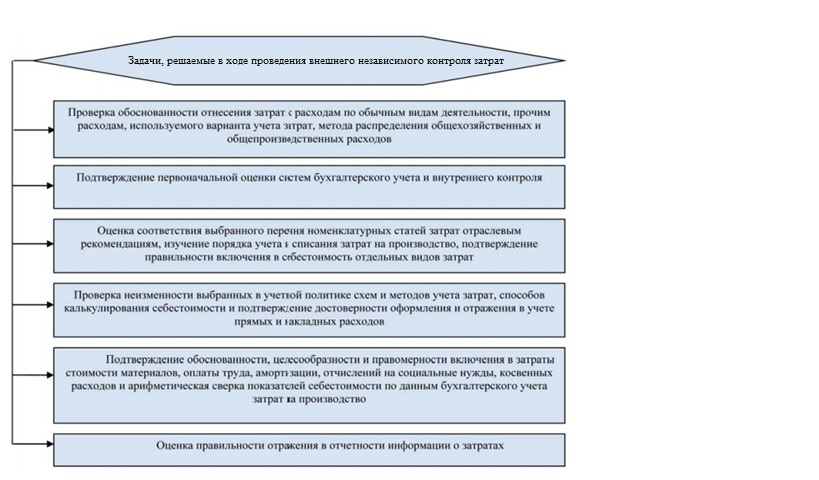 Задачи, решаемые в ходе проведения внешнего независимого контроля затрат
Проверка обоснованности отнесения затрат к расходам по обычным видам деятельности, прочим
расходам, используемого варианта учета затрат, метода распределения общехозяйственных и
общепроизводственных расходов
Подтверждение первоначальной оценки систем бухгалтерского учета и внутреннего контроля
Оценка соответствия выбранного перечня номенклатурных статей затрат отраслевым
рекомендациям, изучение порядка учета и списания затрат на производство, подтверждение
правильности включения в себестоимость отдельных видов затрат
Проверка неизменности выбранных в учетной политике схем и методов учета затрат, способов
калькулирования себестоимости и подтверждение достоверности оформления и отражения в учете
прямых и накладных расходов
Подтверждение обоснованности, целесообразности и правомерности включения в затраты
стоимости материалов, оплаты труда, амортизации, отчислений на социальные нужды, косвенных
расходов и арифметическая сверка показателей себестоимости по данным бухгалтерского учета
затрат на производство
Оценка правильности отражения в отчетности информации о затратах